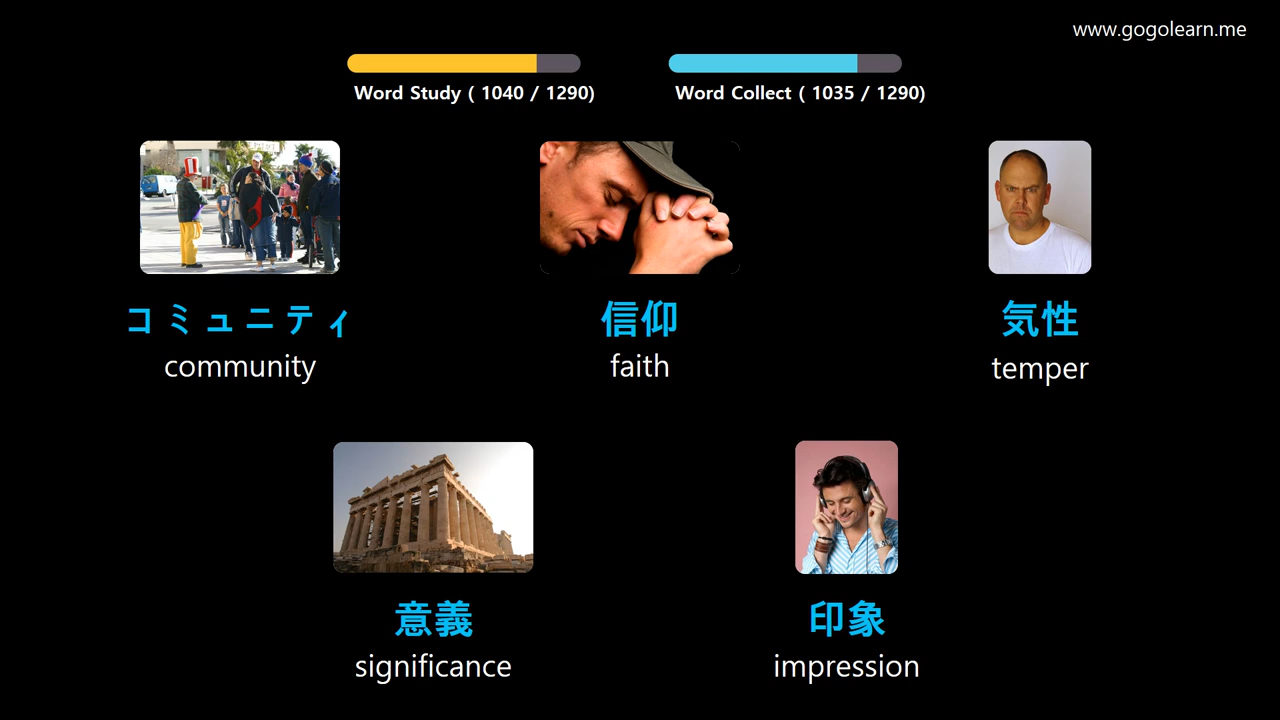 www.gogolearn.me
Word Study ( 1040 / 1290)
Word Collect ( 1035 / 1290)
コミュニティ
community
信仰
faith
気性
temper
意義
significance
印象
impression